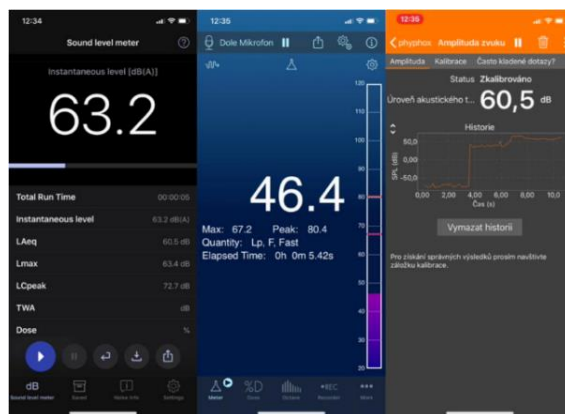 12:34
Sound level meter
Instantaneous level [dB(A)]
63.2
Total Run Time 00:00:05
Instantaneous level 63.2 dB(A)
LAeq 60.5 dB
Lmax 63.4 dB
LCpeak 72.7 dB
TWA dB
Dose %
dB
Sound level meter Saved Noise info Settings
12:35
Dole Mikrofon
120
110
100
90
80
70
60
50
40
30
20
46.4
Max: 67.2 Peak: 80.4
Quantity: Lp, F, Fast
Elapsed Time: 0h 0m 5.42s
%D
REC
Meter Dose Octave Recorder More
12:35
phyphox Amplituda zvuku
Amplituda Kalibrace Často kladené dotazy?
Status Zkalibrováno
Úroveň akustického t... 60,5 dB
Historie
SPL (dB)
50,0
0,00
-50,0
0,00 2,00 4,00 6,00 8,00 10,0
Čas (s)
Vymazat historii
Pro získání správných výsledků prosím navštivte
záložku kalibrace.